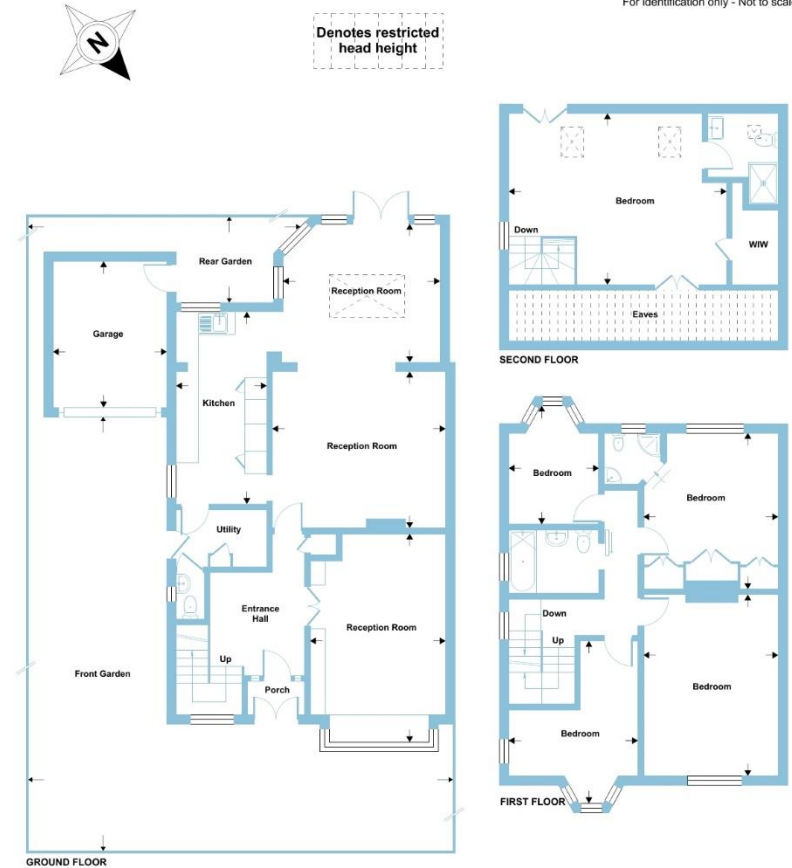 For identification only - Not to scale
N
Denotes restricted
head height
Bedroom
Down
WIW
Eaves
SECOND FLOOR
Rear Garden
Reception Room
Garage
Kitchen
Reception Room
Utility
Entrance
Hall
Reception Room
Up
Porch
Front Garden
GROUND FLOOR
Bedroom
Bedroom
Down
Up
Bedroom
Bedroom
FIRST FLOOR